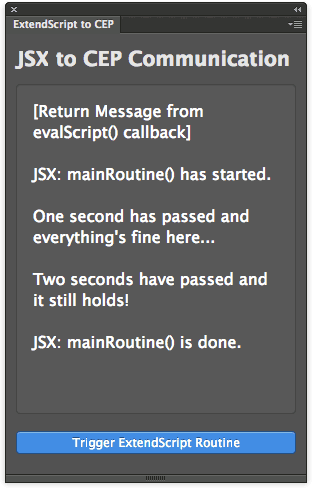 ExtendScript to CEP
JSX to CEP Communication
[Return Message from
evalScript() callback]
JSX: mainRoutine() has started.
One second has passed and
everything's fine here...
Two seconds have passed and
it still holds!
JSX: mainRoutine() is done.
Trigger ExtendScript Routine